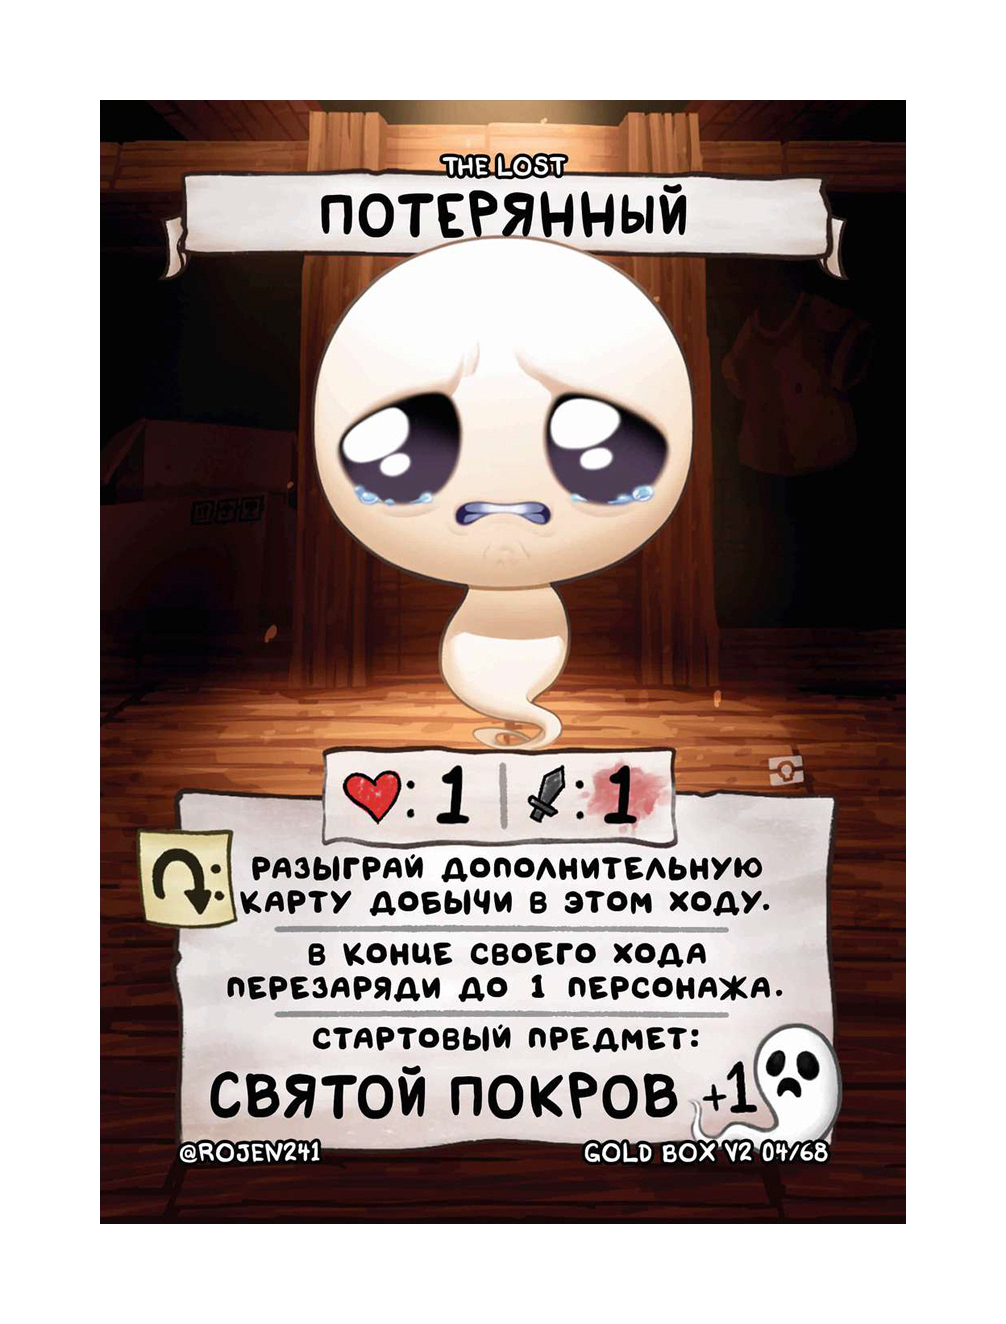 THE LOST
ПОТЕРЯННЫЙ
: 1 | : 1
РАЗЫГРАЙ ДОПОЛНИТЕЛЬНУЮ
КАРТУ ДОБЫЧИ В ЭТОМ ХОДУ.
В КОНЦЕ СВОЕГО ХОДА
ПЕРЕЗАРЯДИ ДО 1 ПЕРСОНАЖА.
СТАРТОВЫЙ ПРЕДМЕТ:
СВЯТОЙ ПОКРОВ +1
@ROJEN241
GOLD BOX V2 04/68